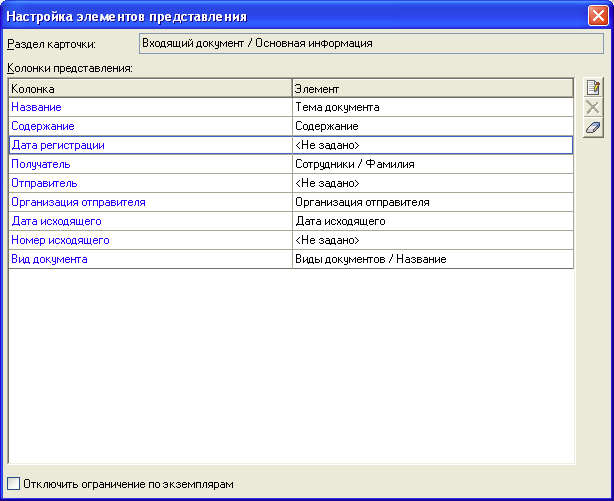 Настройка элементов представления
Раздел карточки: Входящий документ / Основная информация
Колонки представления:
Колонка Элемент
Название Тема документа
Содержание Содержание
Дата регистрации <Не задано>
Получатель Сотрудники / Фамилия
Отправитель <Не задано>
Организация отправителя Организация отправителя
Дата исходящего Дата исходящего
Номер исходящего <Не задано>
Вид документа Виды документов / Название
Отключить ограничение по экземплярам